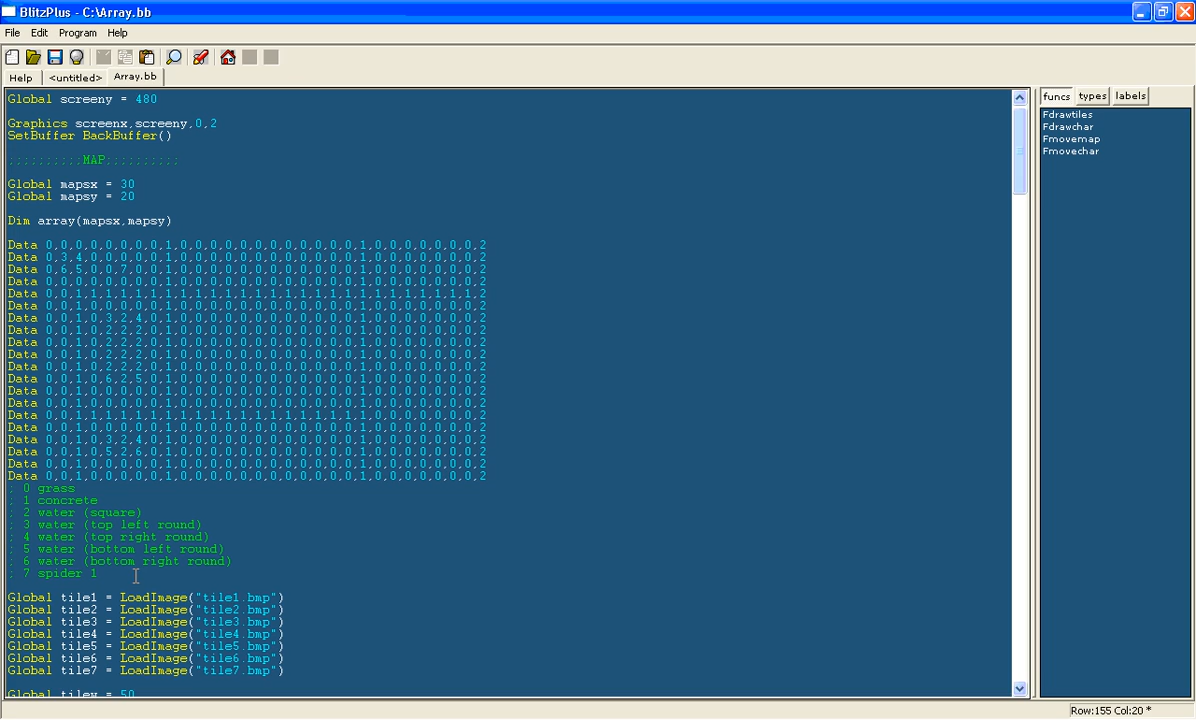 BlitzPlus - C:\Array.bb
File Edit Program Help
Help <untitled> Array.bb
Global screeny = 480
Graphics screenx,screeny,0,2
SetBuffer BackBuffer()
;;;;;;;;;;MAP;;;;;;;;;;
Global mapsx = 30
Global mapsy = 20
Dim array(mapsx,mapsy)
Data 0,0,0,0,0,0,0,0,1,0,0,0,0,0,0,0,0,0,0,0,0,1,0,0,0,0,0,0,0,2
Data 0,3,4,0,0,0,0,0,1,0,0,0,0,0,0,0,0,0,0,0,0,1,0,0,0,0,0,0,0,2
Data 0,6,5,0,0,7,0,0,1,0,0,0,0,0,0,0,0,0,0,0,0,1,0,0,0,0,0,0,0,2
Data 0,0,0,0,0,0,0,0,1,0,0,0,0,0,0,0,0,0,0,0,0,1,0,0,0,0,0,0,0,2
Data 0,0,1,1,1,1,1,1,1,1,1,1,1,1,1,1,1,1,1,1,1,1,1,1,1,1,1,1,1,2
Data 0,0,1,0,0,0,0,0,1,0,0,0,0,0,0,0,0,0,0,0,0,1,0,0,0,0,0,0,0,2
Data 0,0,1,0,3,2,4,0,1,0,0,0,0,0,0,0,0,0,0,0,0,1,0,0,0,0,0,0,0,2
Data 0,0,1,0,2,2,2,0,1,0,0,0,0,0,0,0,0,0,0,0,0,1,0,0,0,0,0,0,0,2
Data 0,0,1,0,2,2,2,0,1,0,0,0,0,0,0,0,0,0,0,0,0,1,0,0,0,0,0,0,0,2
Data 0,0,1,0,2,2,2,0,1,0,0,0,0,0,0,0,0,0,0,0,0,1,0,0,0,0,0,0,0,2
Data 0,0,1,0,2,2,2,0,1,0,0,0,0,0,0,0,0,0,0,0,0,1,0,0,0,0,0,0,0,2
Data 0,0,1,0,6,2,5,0,1,0,0,0,0,0,0,0,0,0,0,0,0,1,0,0,0,0,0,0,0,2
Data 0,0,1,0,0,0,0,0,1,0,0,0,0,0,0,0,0,0,0,0,0,1,0,0,0,0,0,0,0,2
Data 0,0,1,0,0,0,0,0,1,0,0,0,0,0,0,0,0,0,0,0,0,1,0,0,0,0,0,0,0,2
Data 0,0,1,1,1,1,1,1,1,1,1,1,1,1,1,1,1,1,1,1,1,1,0,0,0,0,0,0,0,2
Data 0,0,1,0,0,0,0,0,1,0,0,0,0,0,0,0,0,0,0,0,0,1,0,0,0,0,0,0,0,2
Data 0,0,1,0,3,2,4,0,1,0,0,0,0,0,0,0,0,0,0,0,0,1,0,0,0,0,0,0,0,2
Data 0,0,1,0,5,2,6,0,1,0,0,0,0,0,0,0,0,0,0,0,0,1,0,0,0,0,0,0,0,2
Data 0,0,1,0,0,0,0,0,1,0,0,0,0,0,0,0,0,0,0,0,0,1,0,0,0,0,0,0,0,2
Data 0,0,1,0,0,0,0,0,1,0,0,0,0,0,0,0,0,0,0,0,0,1,0,0,0,0,0,0,0,2
; 0 grass
; 1 concrete
; 2 water (square)
; 3 water (top left round)
; 4 water (top right round)
; 5 water (bottom left round)
; 6 water (bottom right round)
; 7 spider 1
Global tile1 = LoadImage("tile1.bmp")
Global tile2 = LoadImage("tile2.bmp")
Global tile3 = LoadImage("tile3.bmp")
Global tile4 = LoadImage("tile4.bmp")
Global tile5 = LoadImage("tile5.bmp")
Global tile6 = LoadImage("tile6.bmp")
Global tile7 = LoadImage("tile7.bmp")
Global = 50
funcs types labels
Fdrawtiles
Fdrawchar
Fmovemap
Fmovechar
Row:155 Col:20 *